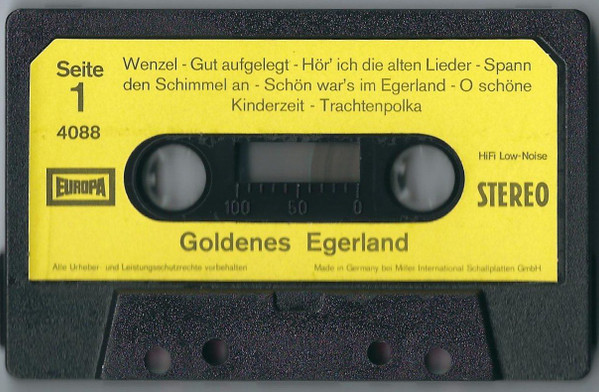 Seite
1
4088
Wenzel - Gut aufgelegt - Hör' ich die alten Lieder - Spann
den Schimmel an - Schön war's im Egerland - O schöne
Kinderzeit - Trachtenpolka
EUROPA
HiFi Low-Noise
STEREO
100 50 0
Goldenes Egerland
Alle Urheber- und Leistungsschutzrechte vorbehalten
Made in Germany bei Miller International Schallplatten GmbH